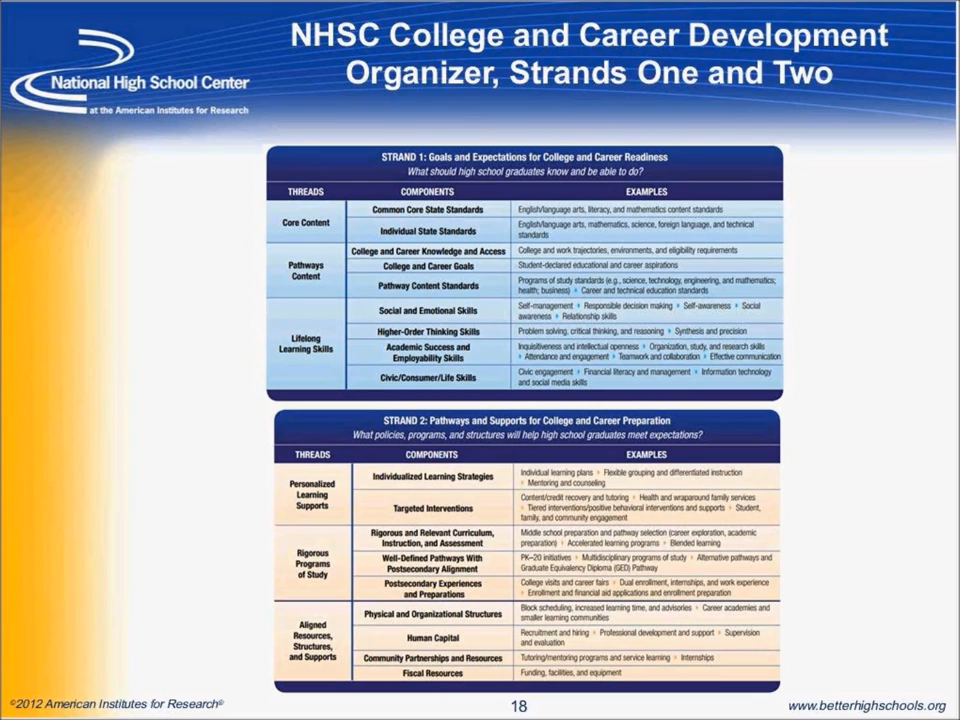 NHSC College and Career Development
Organizer, Strands One and Two
National High School Center
at the American Institutes for Research
STRAND 1: Goals and Expectations for College and Career Readiness
What should high school graduates know and be able to do?
THREADS COMPONENTS EXAMPLES
Core Content
Common Core State Standards
English/language arts, literacy, and mathematics content standards
Individual State Standards
English/language arts, mathematics, science, foreign language, and technical
standards
Pathways
Content
College and Career Knowledge and Access
College and work trajectories, environments, and eligibility requirements
College and Career Goals
Student-declared educational and career aspirations
Pathway Content Standards
Programs of study standards (e.g., science, technology, engineering, and mathematics;
health; business) • Career and technical education standards
Lifelong
Learning Skills
Social and Emotional Skills
Self-management • Responsible decision making • Self-awareness • Social
awareness • Relationship skills
Higher-Order Thinking Skills
Problem solving, critical thinking, and reasoning • Synthesis and precision
Academic Success and
Employability Skills
Inquisitiveness and intellectual openness • Organization, study, and research skills
• Attendance and engagement • Teamwork and collaboration • Effective communication
Civic/Consumer/Life Skills
Civic engagement • Financial literacy and management • Information technology
and social media skills
STRAND 2: Pathways and Supports for College and Career Preparation
What policies, programs, and structures will help high school graduates meet expectations?
THREADS COMPONENTS EXAMPLES
Personalized
Learning
Supports
Individualized Learning Strategies
Individual learning plans • Flexible grouping and differentiated instruction
• Mentoring and counseling
Targeted Interventions
Content/credit recovery and tutoring • Health and wraparound family services
• Tiered interventions/positive behavioral interventions and supports • Student,
family, and community engagement
Rigorous
Programs
of Study
Rigorous and Relevant Curriculum,
Instruction, and Assessment
Middle school preparation and pathway selection (career exploration, academic
preparation) • Accelerated learning programs • Blended learning
Well-Defined Pathways With
Postsecondary Alignment
PK–20 initiatives • Multidisciplinary programs of study • Alternative pathways and
Graduate Equivalency Diploma (GED) Pathway
Postsecondary Experiences
and Preparations
College visits and career fairs • Dual enrollment, internships, and work experience
• Enrollment and financial aid applications and enrollment preparation
Aligned
Resources,
Structures,
and Supports
Physical and Organizational Structures
Block scheduling, increased learning time, and advisories • Career academies and
smaller learning communities
Human Capital
Recruitment and hiring • Professional development and support • Supervision
and evaluation
Community Partnerships and Resources
Tutoring/mentoring programs and service learning • Internships
Fiscal Resources
Funding, facilities, and equipment
©2012 American Institutes for Research®
18
www.betterhighschools.org